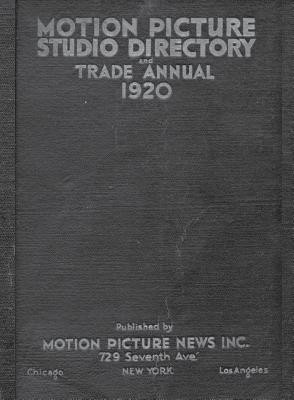 MOTION PICTURE
STUDIO DIRECTORY
and
TRADE ANNUAL
1920
Published by
MOTION PICTURE NEWS INC.
729 Seventh Ave.
Chicago NEW YORK Los Angeles